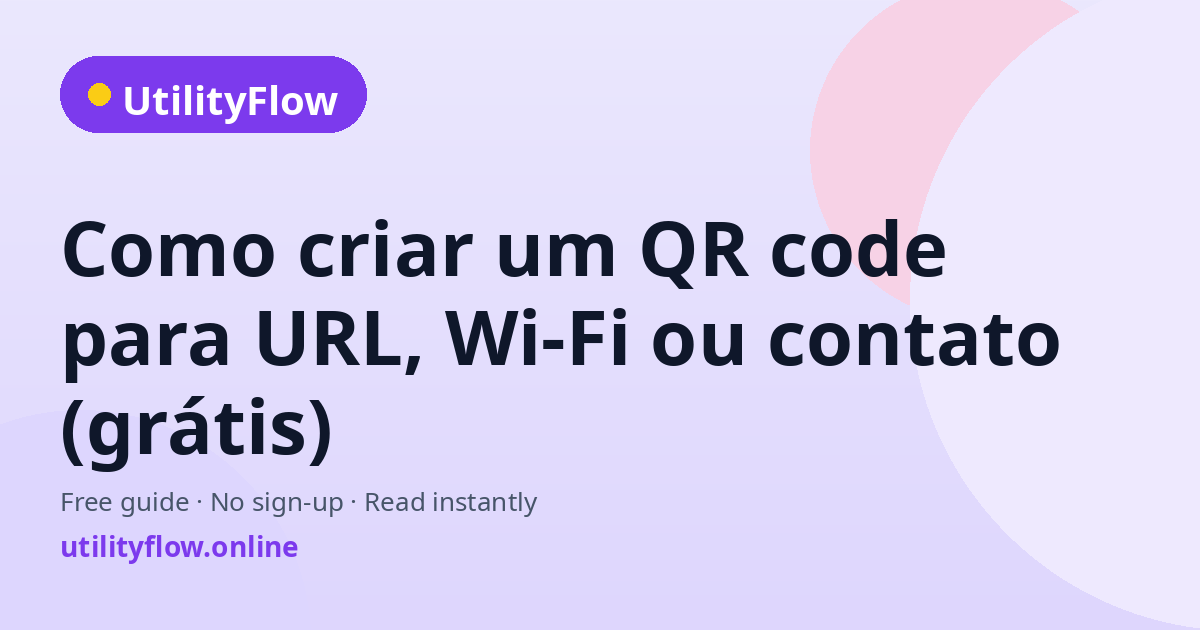 UtilityFlow
Como criar um QR code
para URL, Wi-Fi ou contato
(grátis)
Free guide · No sign-up · Read instantly
utilityflow.online